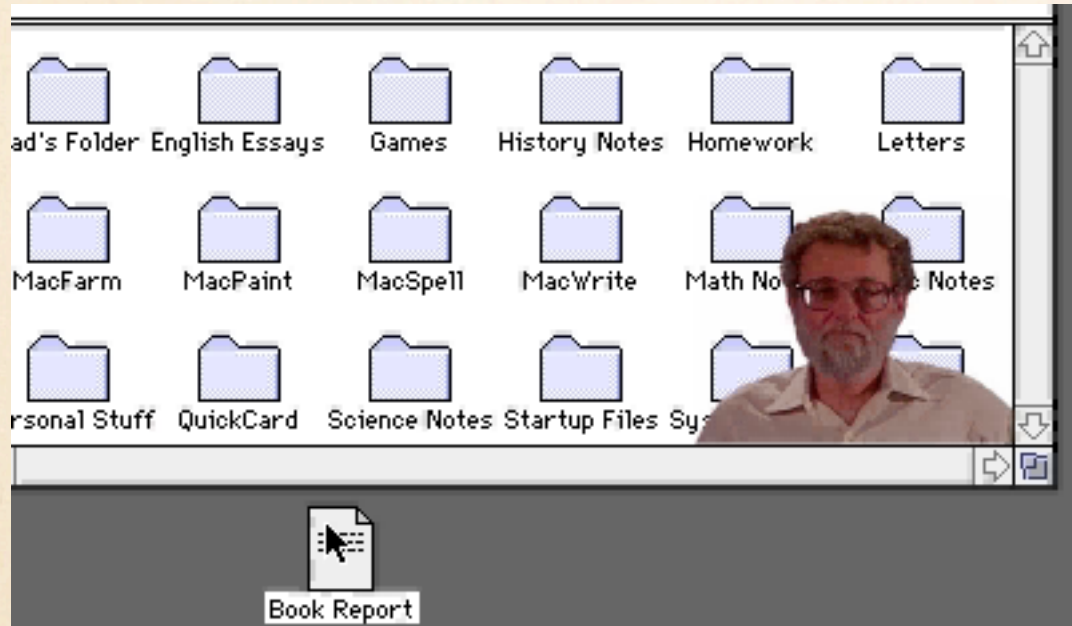 ad's Folder English Essays Games History Notes Homework Letters
MacFarm MacPaint MacSpell MacWrite Math No c Notes
rsonal Stuff QuickCard Science Notes Startup Files Sys
Book Report